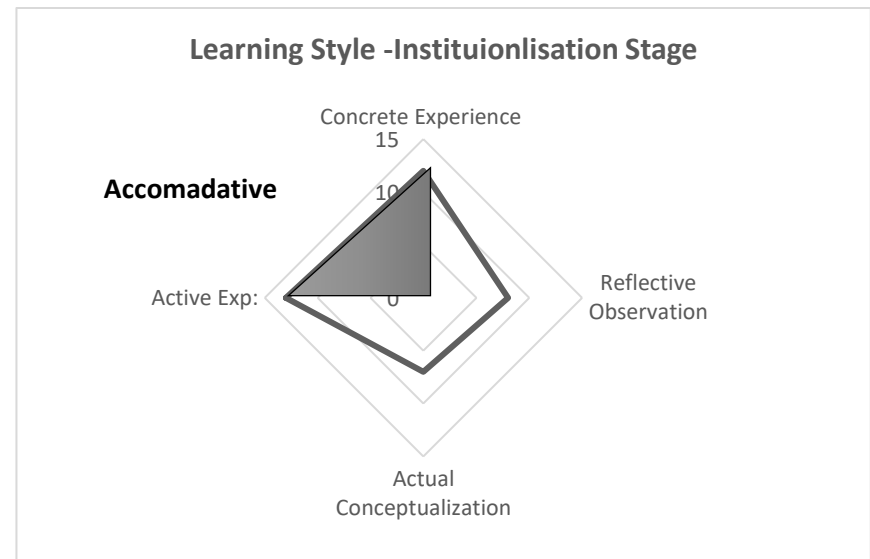 Learning Style -Instituionlisation Stage
Concrete Experience
15
Accomadative
10
Active Exp:
0
Reflective
Observation
Actual
Conceptualization